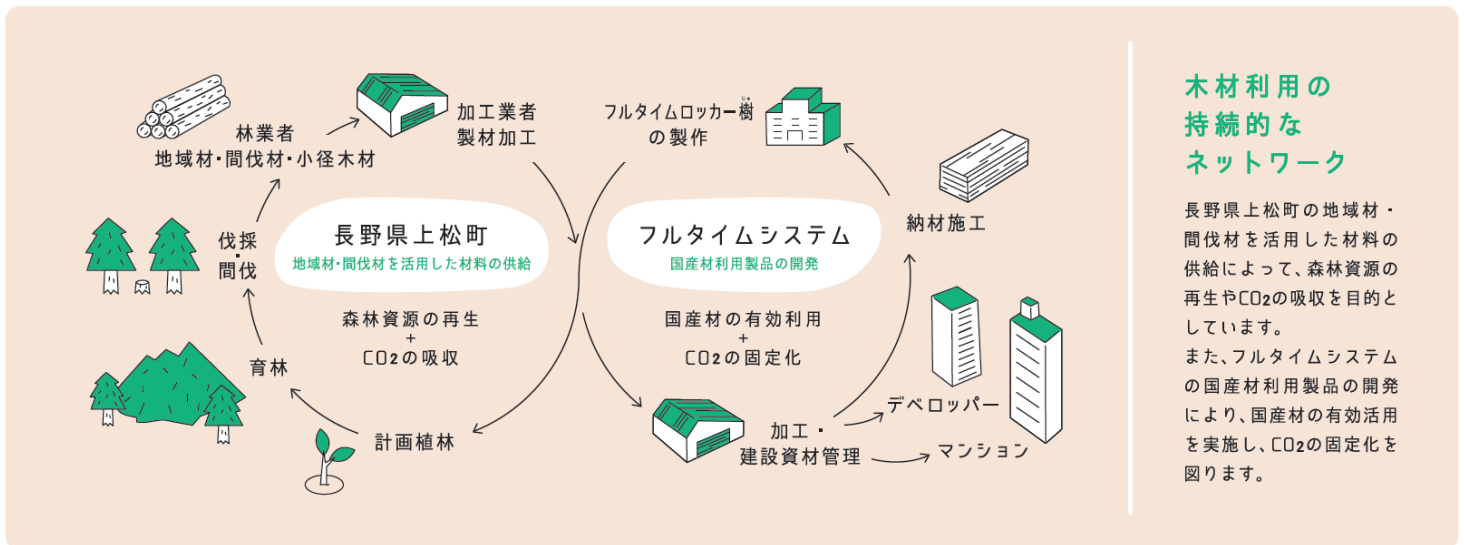 林業者
地域材・間伐材・小径木材
加工業者
製材加工
伐採
・
間伐
育林
計画植林
長野県上松町
地域材・間伐材を活用した材料の供給
森林資源の再生
+
CO2の吸収
じゅ
フルタイムロッカー樹
の製作
納材施工
フルタイムシステム
国産材利用製品の開発
国産材の有効利用
+
CO2の固定化
加工・
建設資材管理
デベロッパー
マンション
木材利用の
持続的な
ネットワーク
長野県上松町の地域材・
間伐材を活用した材料の
供給によって、森林資源の
再生やCO2の吸収を目的と
しています。
また、フルタイムシステム
の国産材利用製品の開発
により、国産材の有効活用
を実施し、CO2の固定化を
図ります。